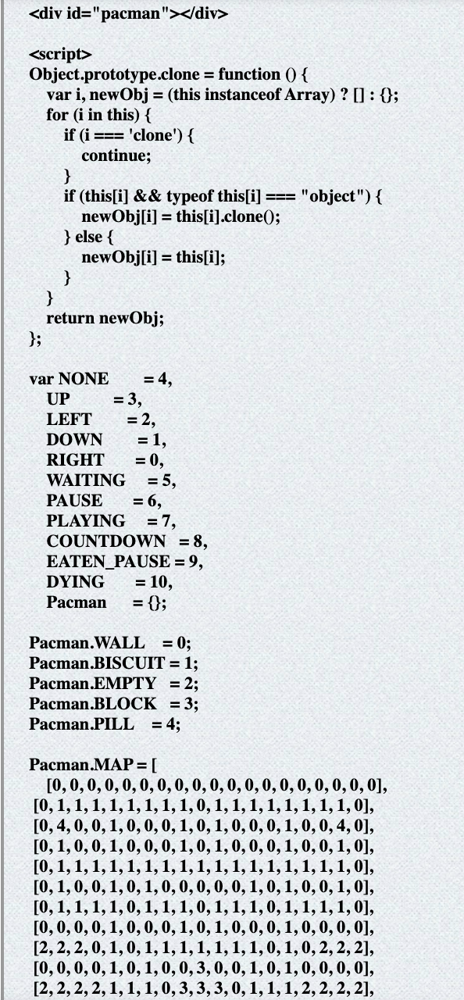 <div id="pacman"></div>

<script>
Object.prototype.clone = function () {
    var i, newObj = (this instanceof Array) ? [] : {};
    for (i in this) {
        if (i === 'clone') {
            continue;
        }
        if (this[i] && typeof this[i] === "object") {
            newObj[i] = this[i].clone();
        } else {
            newObj[i] = this[i];
        }
    }
    return newObj;
};

var NONE        = 4,
    UP          = 3,
    LEFT        = 2,
    DOWN        = 1,
    RIGHT       = 0,
    WAITING     = 5,
    PAUSE       = 6,
    PLAYING     = 7,
    COUNTDOWN   = 8,
    EATEN_PAUSE = 9,
    DYING       = 10,
    Pacman      = {};

Pacman.WALL    = 0;
Pacman.BISCUIT = 1;
Pacman.EMPTY   = 2;
Pacman.BLOCK   = 3;
Pacman.PILL    = 4;

Pacman.MAP = [
    [0, 0, 0, 0, 0, 0, 0, 0, 0, 0, 0, 0, 0, 0, 0, 0, 0, 0, 0],
 [0, 1, 1, 1, 1, 1, 1, 1, 1, 0, 1, 1, 1, 1, 1, 1, 1, 1, 0],
 [0, 4, 0, 0, 1, 0, 0, 0, 1, 0, 1, 0, 0, 0, 1, 0, 0, 4, 0],
 [0, 1, 0, 0, 1, 0, 0, 0, 1, 0, 1, 0, 0, 0, 1, 0, 0, 1, 0],
 [0, 1, 1, 1, 1, 1, 1, 1, 1, 1, 1, 1, 1, 1, 1, 1, 1, 1, 0],
 [0, 1, 0, 0, 1, 0, 1, 0, 0, 0, 0, 0, 1, 0, 1, 0, 0, 1, 0],
 [0, 1, 1, 1, 1, 0, 1, 1, 1, 0, 1, 1, 1, 0, 1, 1, 1, 1, 0],
 [0, 0, 0, 0, 1, 0, 0, 0, 1, 0, 1, 0, 0, 0, 1, 0, 0, 0, 0],
 [2, 2, 2, 0, 1, 0, 1, 1, 1, 1, 1, 1, 1, 0, 1, 0, 2, 2, 2],
 [0, 0, 0, 0, 1, 0, 1, 0, 0, 3, 0, 0, 1, 0, 1, 0, 0, 0, 0],
 [2, 2, 2, 2, 1, 1, 1, 0, 3, 3, 3, 0, 1, 1, 1, 2, 2, 2, 2],